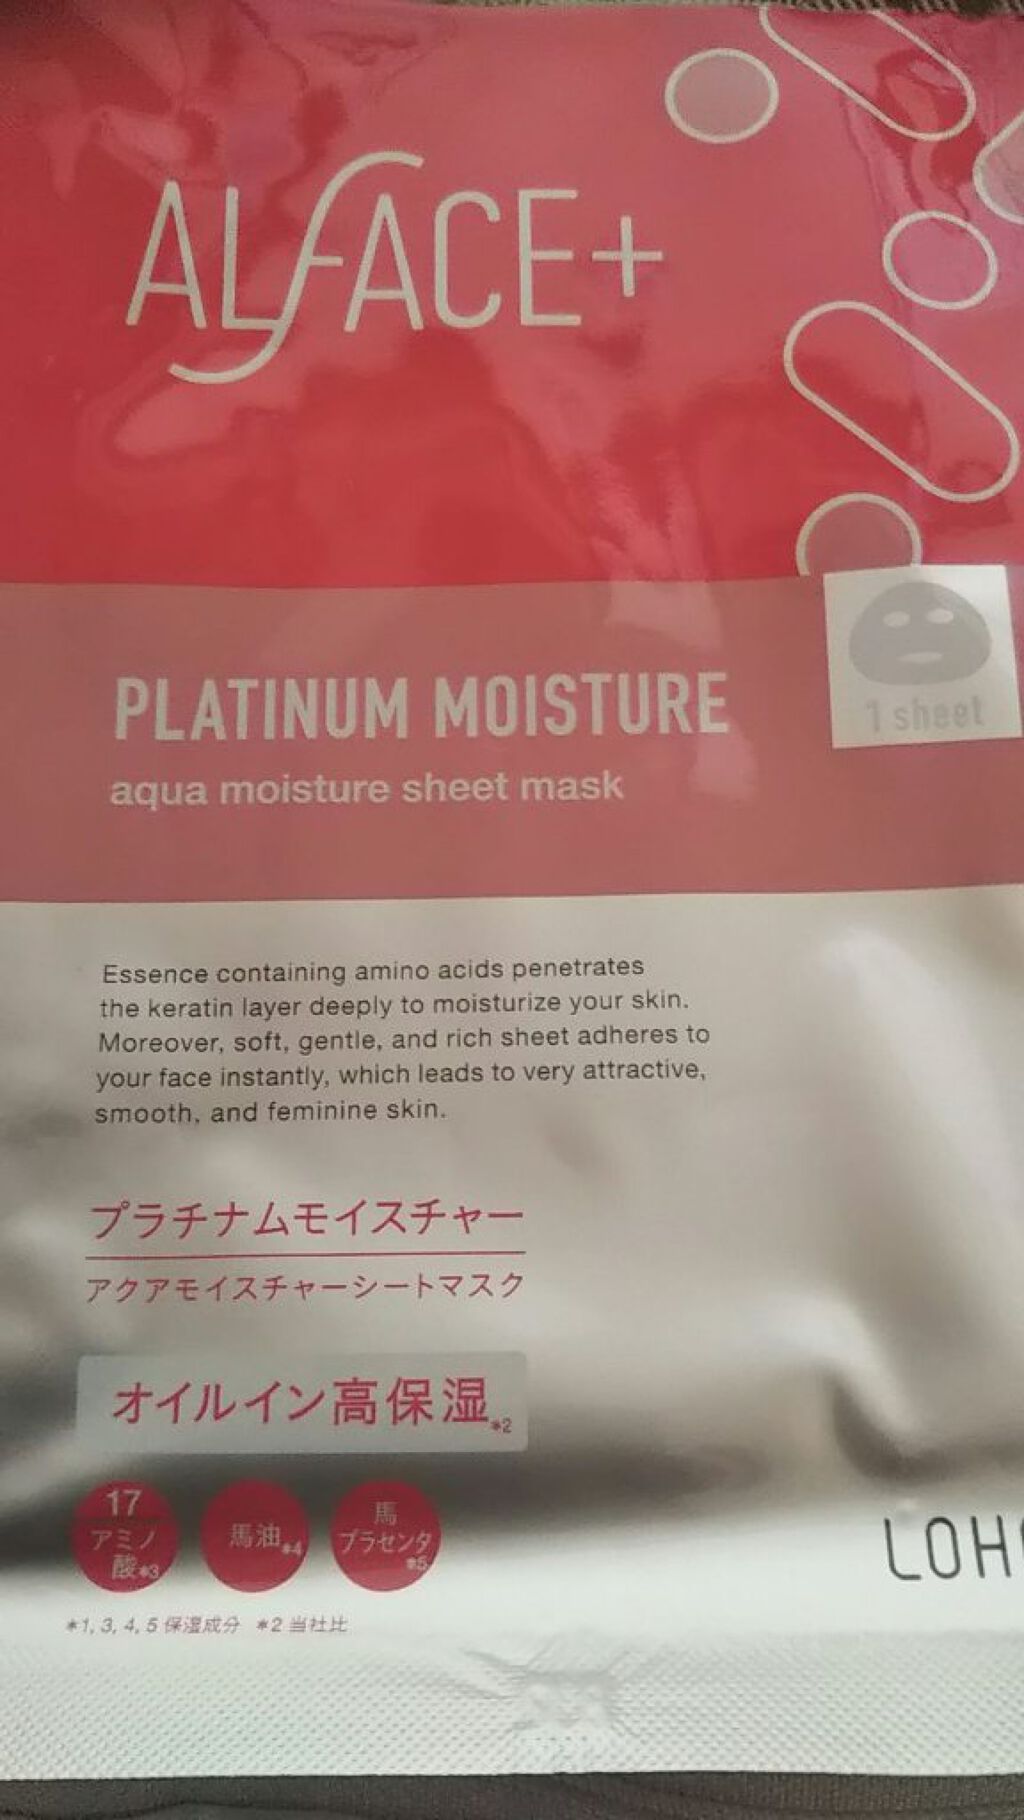 ALFACE+
1 sheet
PLATINUM MOISTURE
aqua moisture sheet mask
Essence containing amino acids penetrates
the keratin layer deeply to moisturize your skin.
Moreover, soft, gentle, and rich sheet adheres to
your face instantly, which leads to very attractive,
smooth, and feminine skin.
プラチナムモイスチャー
アクアモイスチャーシートマスク
オイルイン高保湿*2
17
アミノ
酸*3
馬油*4
馬
プラセンタ
*5
LOH
*1, 3, 4, 5 保湿成分 *2 当社比